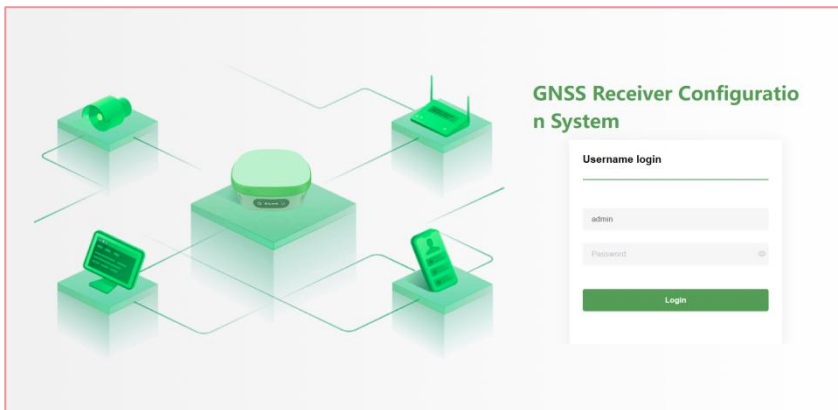 GNSS Receiver Configuratio
n System
Username login
admin
Password
Login